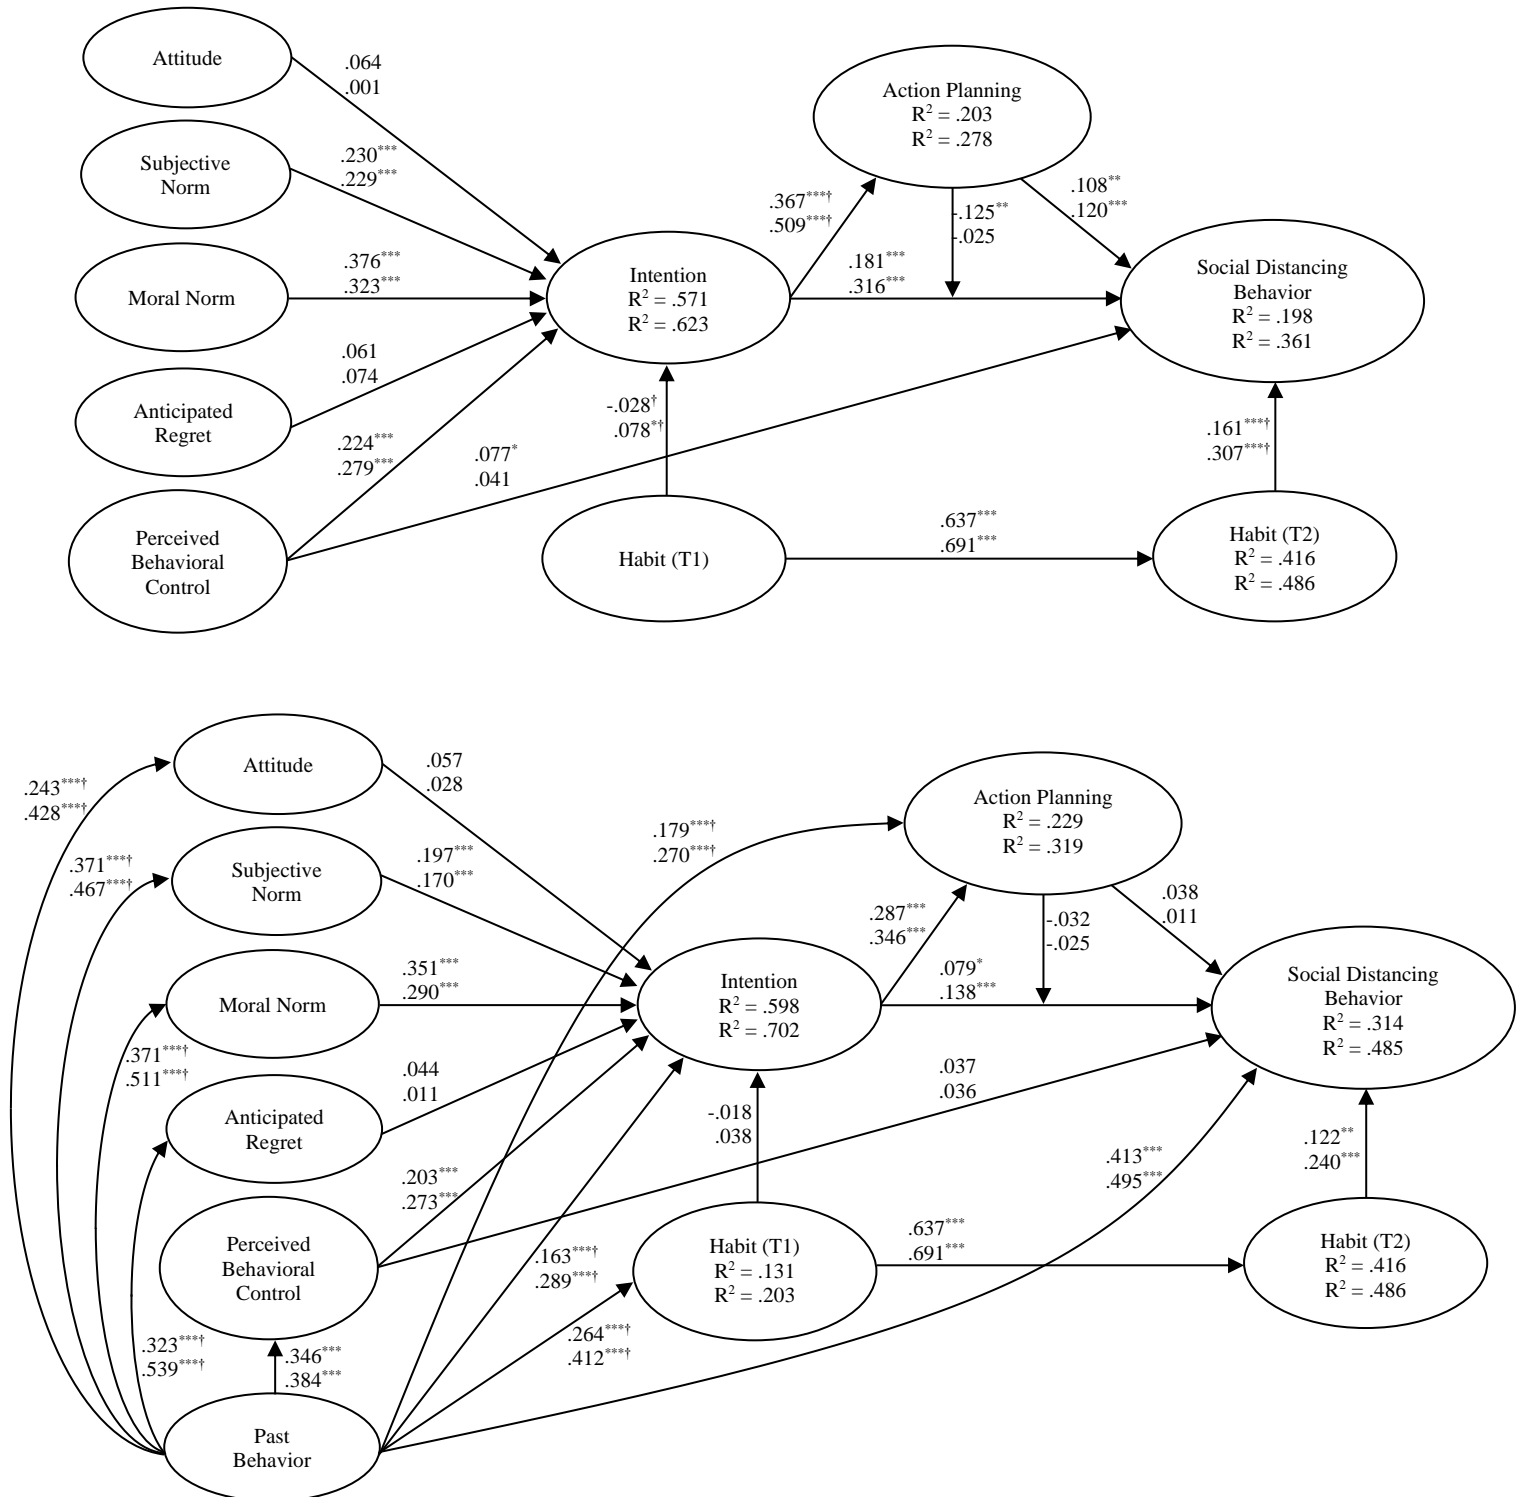 Attitude
.064
.001
Action Planning
R² = .203
R² = .278
Subjective
Norm
.230***
.229***
.367***†
.509***†
-.125**
-.025
.108**
.120***
Moral Norm
.376***
.323***
Intention
R² = .571
R² = .623
.181***
.316***
Social Distancing
Behavior
R² = .198
R² = .361
Anticipated
Regret
.061
.074
-.028†
.078*†
.161***†
.307***†
.224***
.279***
.077*
.041
Perceived
Behavioral
Control
Habit (T1)
.637***
.691***
Habit (T2)
R² = .416
R² = .486
.243***†
.428***†
Attitude
.057
.028
Action Planning
R² = .229
R² = .319
.179***†
.270***†
.371***†
.467***†
Subjective
Norm
.197***
.170***
.287***
.346***
-.032
-.025
.038
.011
Moral Norm
.351***
.290***
Intention
R² = .598
R² = .702
.079*
.138***
Social Distancing
Behavior
R² = .314
R² = .485
.371***†
.511***†
Anticipated
Regret
.044
.011
-.018
.038
.037
.036
.122**
.240***
.203***
.273***
.413***
.495***
Perceived
Behavioral
Control
.163***†
.289***†
Habit (T1)
R² = .131
R² = .203
.637***
.691***
Habit (T2)
R² = .416
R² = .486
.323***†
.539***†
.346***
.384***
.264***†
.412***†
Past
Behavior